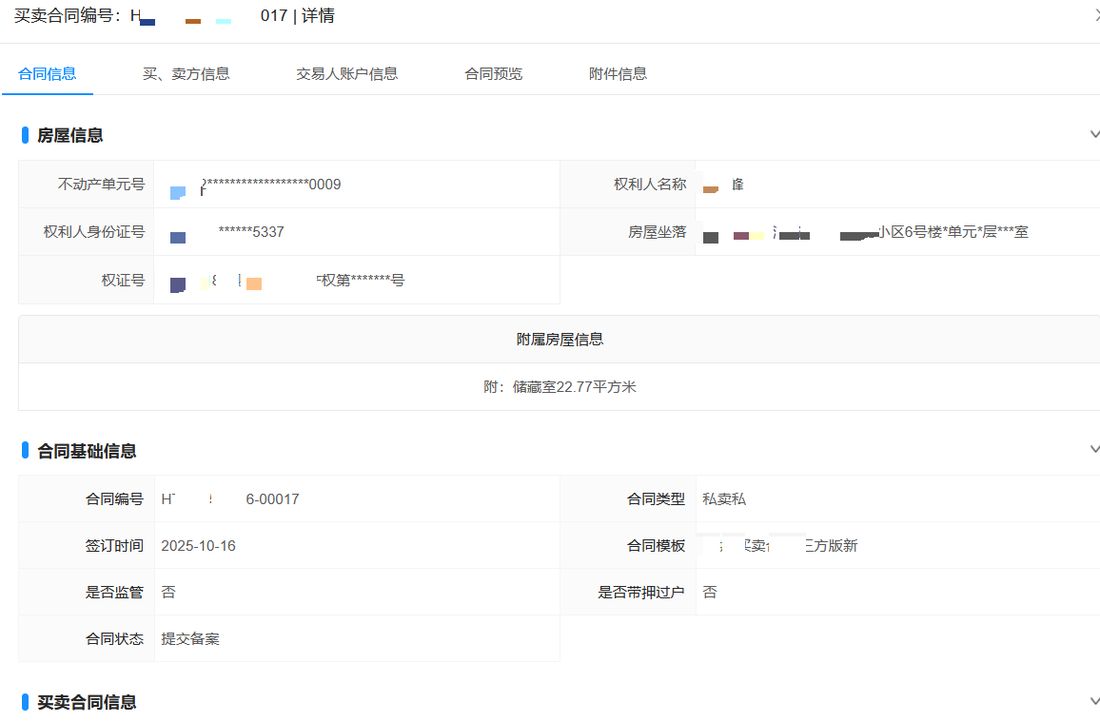 买卖合同编号：H 017 | 详情
合同信息 买、卖方信息 交易人账户信息 合同预览 附件信息
房屋信息
不动产单元号 ******************0009 权利人名称 峰
权利人身份证号 ******5337 房屋坐落 小区6号楼*单元*层***室
权证号 权第*******号
附属房屋信息
附：储藏室22.77平方米
合同基础信息
合同编号 H 6-00017 合同类型 私卖私
签订时间 2025-10-16 合同模板 买卖 三方版新
是否监管 否 是否带押过户 否
合同状态 提交备案
买卖合同信息